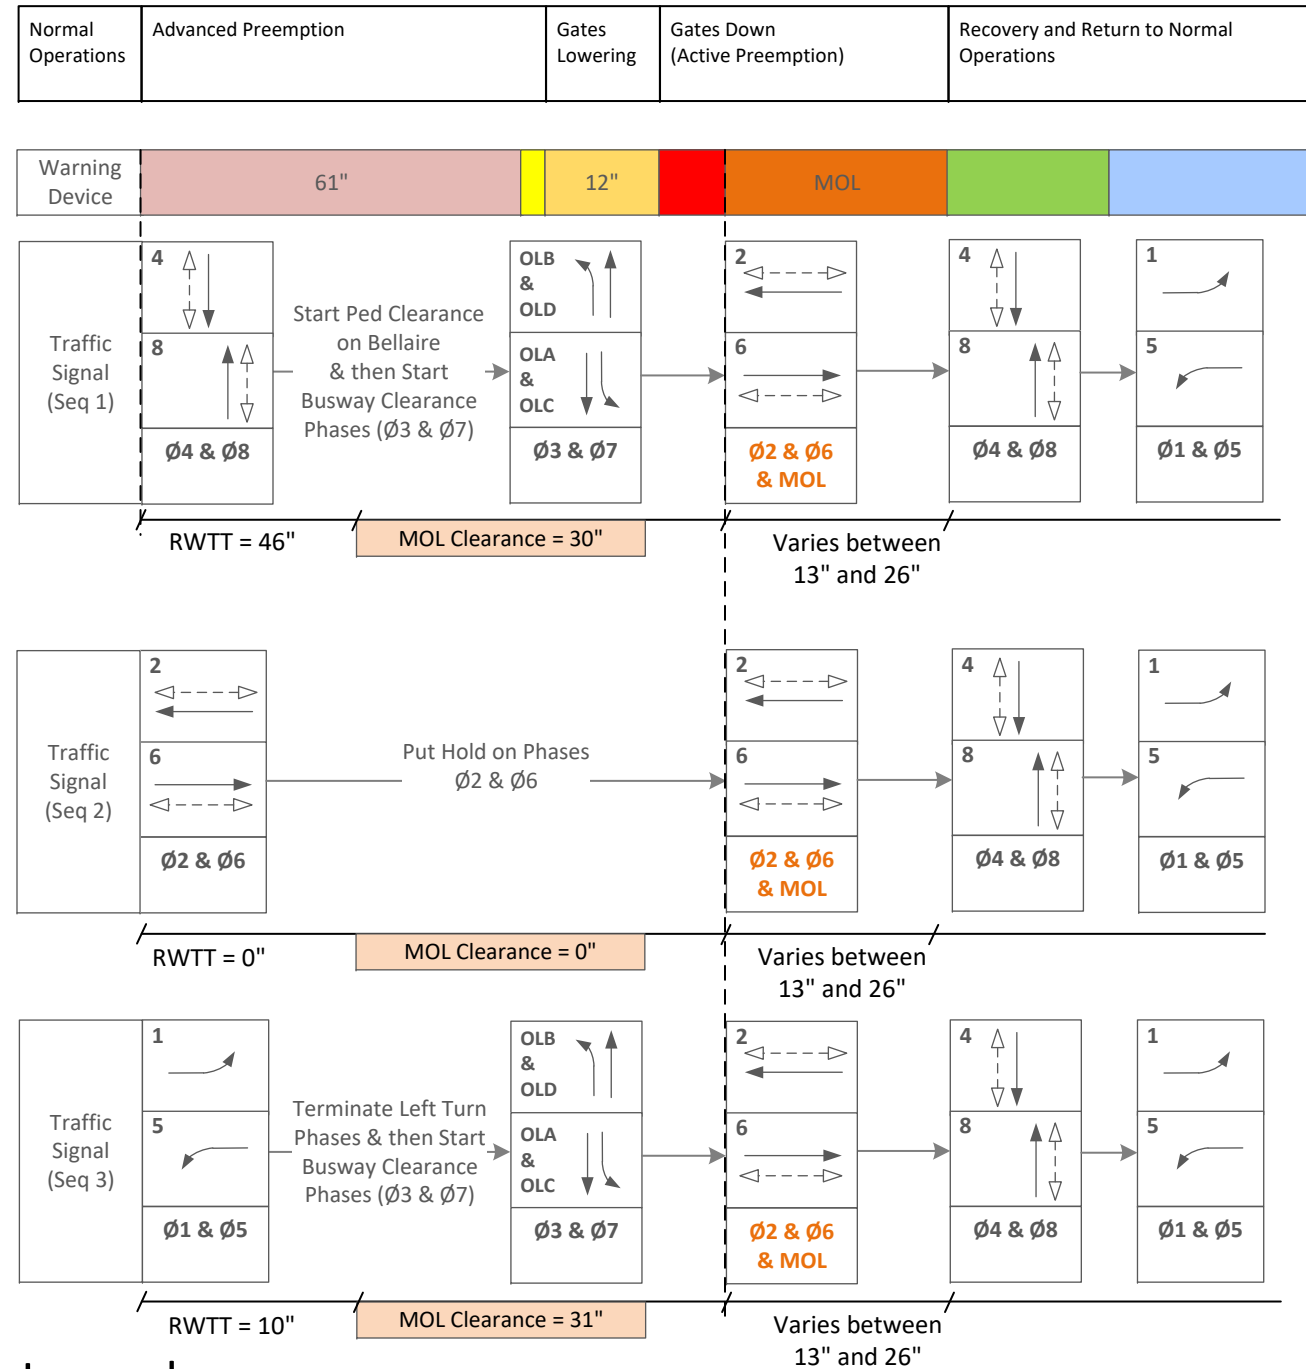 Normal
Operations
Advanced Preemption
Gates
Lowering
Gates Down
(Active Preemption)
Recovery and Return to Normal
Operations
Warning
Device
61"
12"
MOL
Traffic
Signal
(Seq 1)
4
8
Ø4 & Ø8
Start Ped Clearance
on Bellaire
& then Start
Busway Clearance
Phases (Ø3 & Ø7)
OLB
&
OLD
OLA
&
OLC
Ø3 & Ø7
2
6
Ø2 & Ø6
& MOL
4
8
Ø4 & Ø8
1
5
Ø1 & Ø5
RWTT = 46"
MOL Clearance = 30"
Varies between
13" and 26"
Traffic
Signal
(Seq 2)
2
6
Ø2 & Ø6
Put Hold on Phases
Ø2 & Ø6
2
6
Ø2 & Ø6
& MOL
4
8
Ø4 & Ø8
1
5
Ø1 & Ø5
RWTT = 0"
MOL Clearance = 0"
Varies between
13" and 26"
Traffic
Signal
(Seq 3)
1
5
Ø1 & Ø5
Terminate Left Turn
Phases & then Start
Busway Clearance
Phases (Ø3 & Ø7)
OLB
&
OLD
OLA
&
OLC
Ø3 & Ø7
2
6
Ø2 & Ø6
& MOL
4
8
Ø4 & Ø8
1
5
Ø1 & Ø5
RWTT = 10"
MOL Clearance = 31"
Varies between
13" and 26"